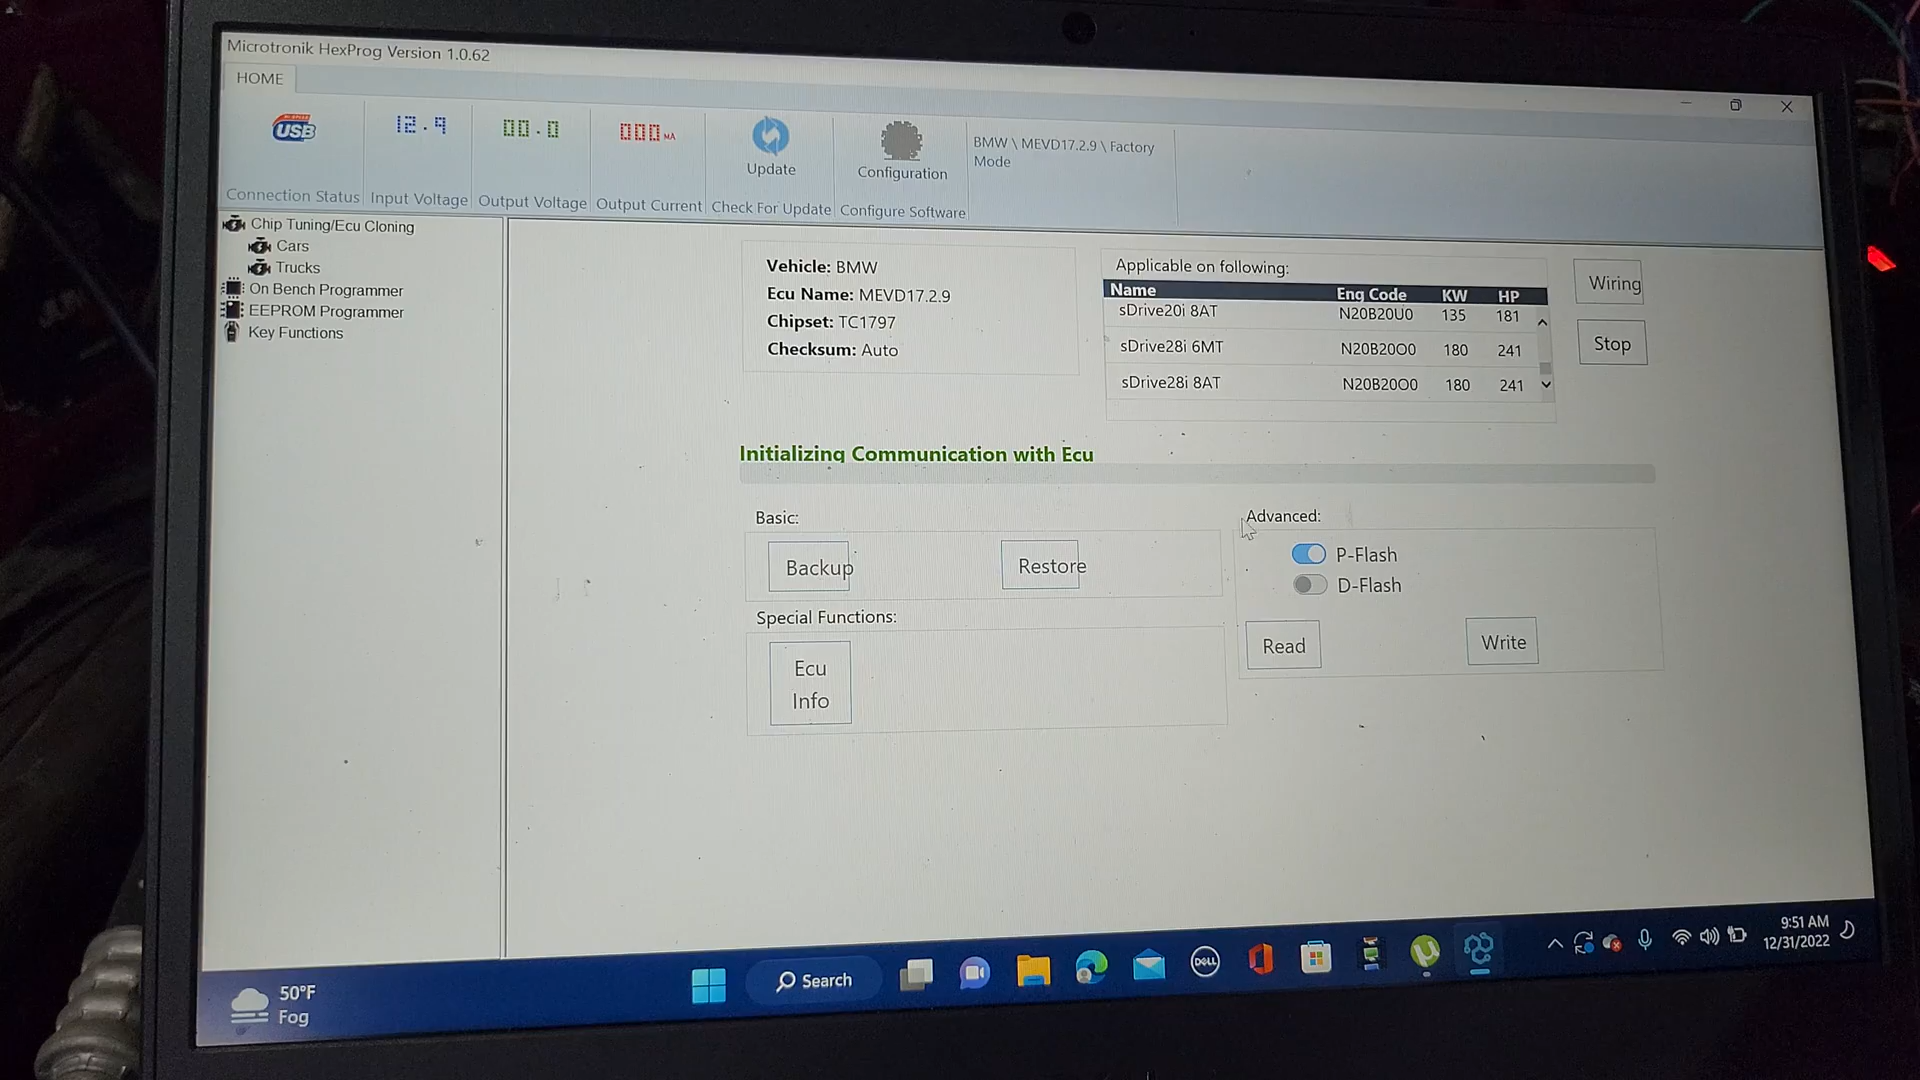 Microtronik HexProg Version 1.0.62
HOME
USB
12.9
00.0
000 MA
Update
Configuration
BMW \ MEVD17.2.9 \ Factory
Mode
Connection Status
Input Voltage
Output Voltage
Output Current
Check For Update
Configure Software
Chip Tuning/Ecu Cloning
Cars
Trucks
On Bench Programmer
EEPROM Programmer
Key Functions
Vehicle: BMW
Ecu Name: MEVD17.2.9
Chipset: TC1797
Checksum: Auto
Applicable on following:
Name Eng Code KW HP
sDrive20i 8AT N20B20U0 135 181
sDrive28i 6MT N20B20O0 180 241
sDrive28i 8AT N20B20O0 180 241
Wiring
Stop
Initializing Communication with Ecu
Basic:
Backup
Restore
Special Functions:
Ecu
Info
Advanced:
P-Flash
D-Flash
Read
Write
50°F
Fog
Search
DELL
9:51 AM
12/31/2022